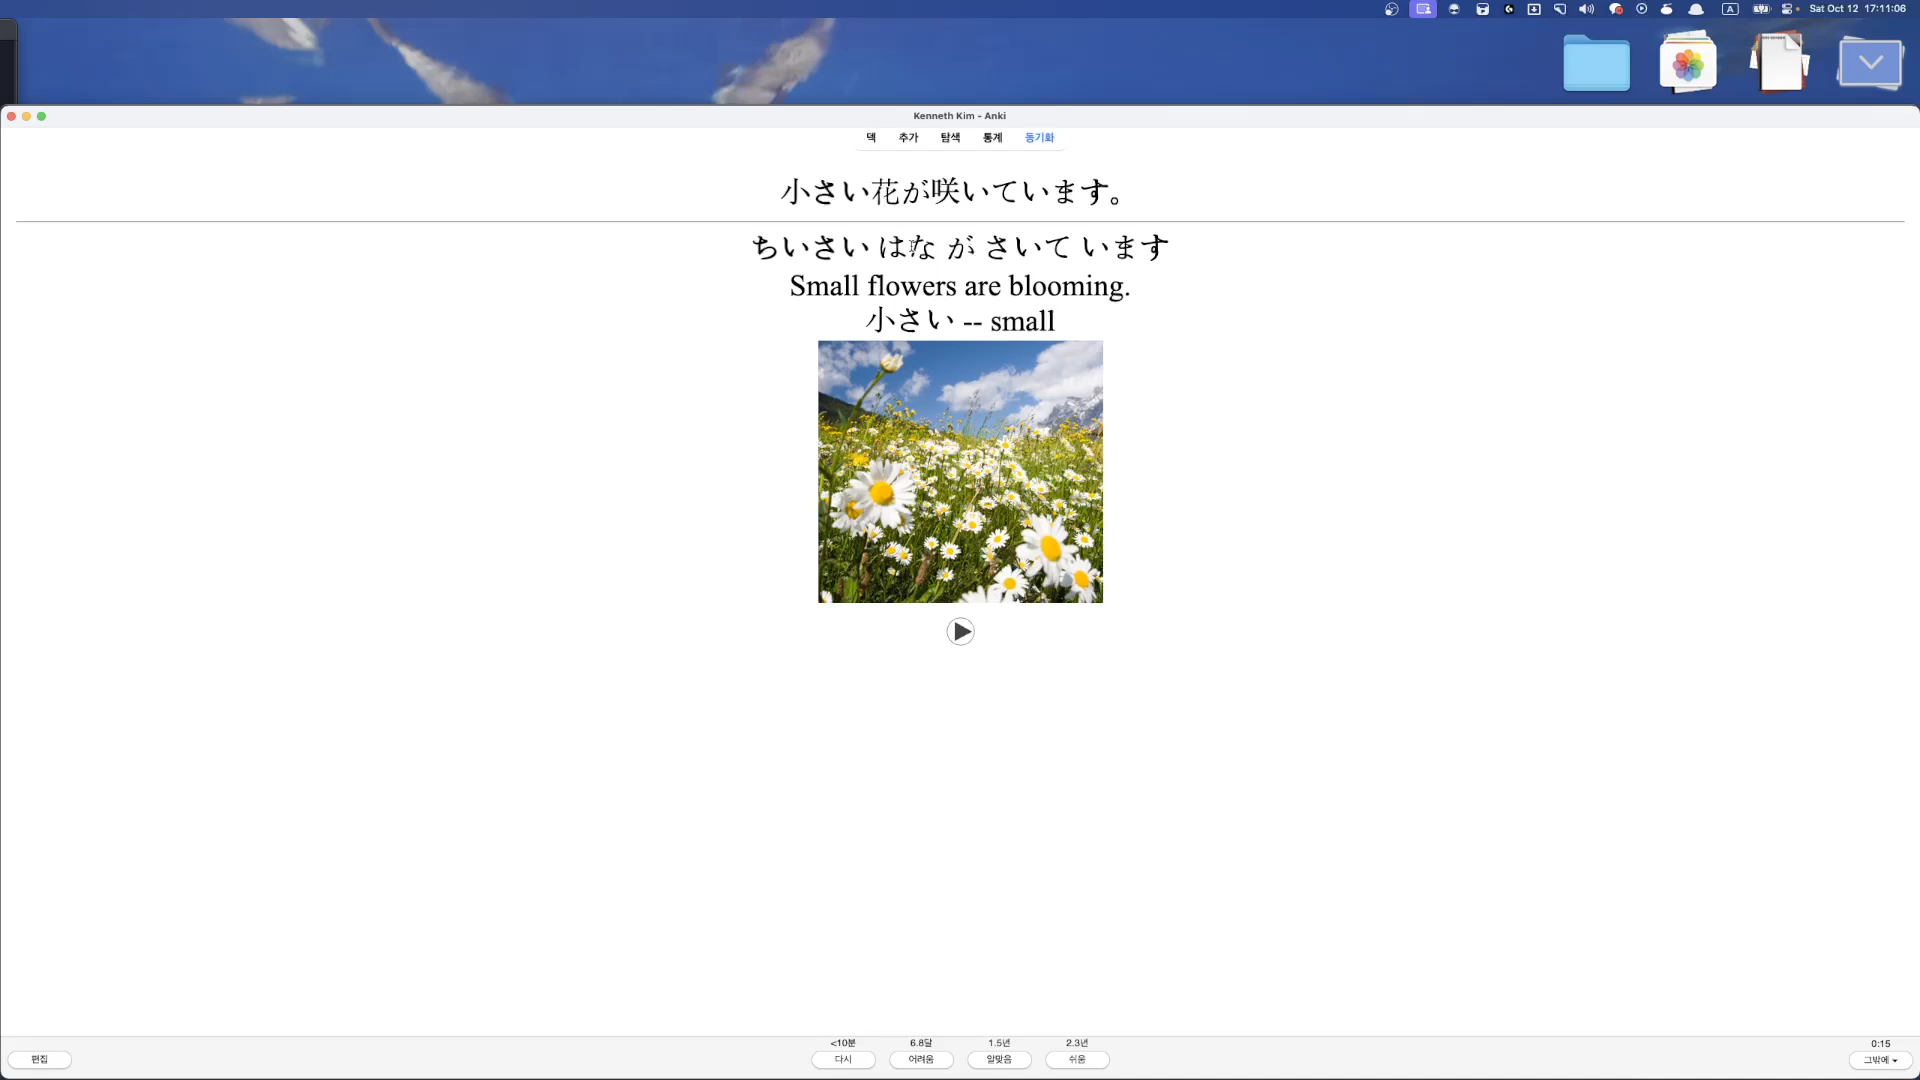 Sat Oct 12 17:11:06
Kenneth Kim - Anki
덱 추가 탐색 통계 동기화
小さい花が咲いています。
ちいさい はな が さいて います
Small flowers are blooming.
小さい -- small
<10분 6.8달 1.5년 2.3년 0:15
편집 다시 어려움 알맞음 쉬움 그밖에